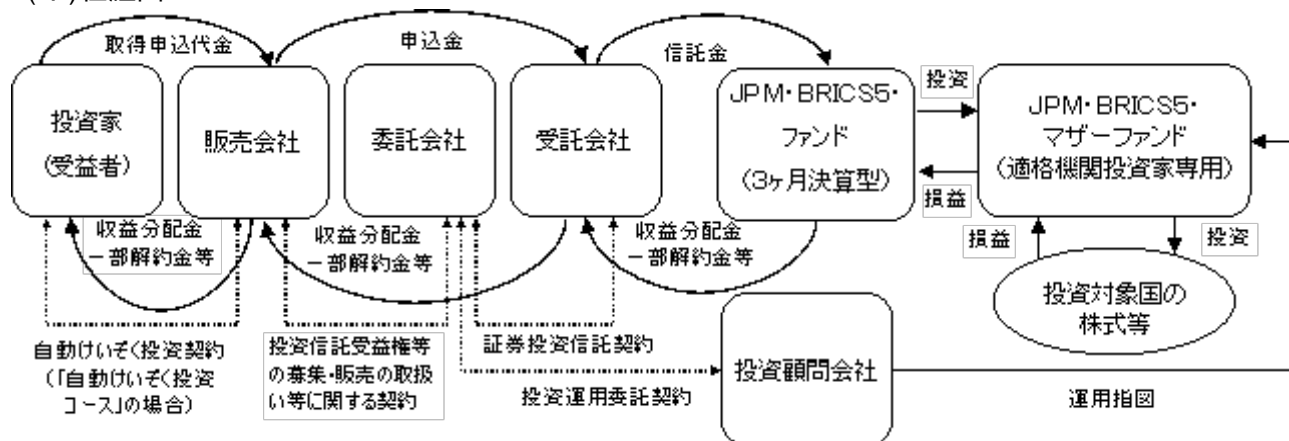 取得申込代金
申込金
信託金
投資家
(受益者)
販売会社
委託会社
受託会社
JPM・BRICS5・
ファンド
(3ヶ月決算型)
投資
損益
JPM・BRICS5・
マザーファンド
(適格機関投資家専用)
収益分配金
一部解約金等
収益分配金
一部解約金等
収益分配金
一部解約金等
損益
投資
投資対象国の
株式等
自動けいぞく投資契約
(「自動けいぞく投資
コース」の場合)
投資信託受益権等
の募集・販売の取扱
い等に関する契約
証券投資信託契約
投資運用委託契約
投資顧問会社
運用指図